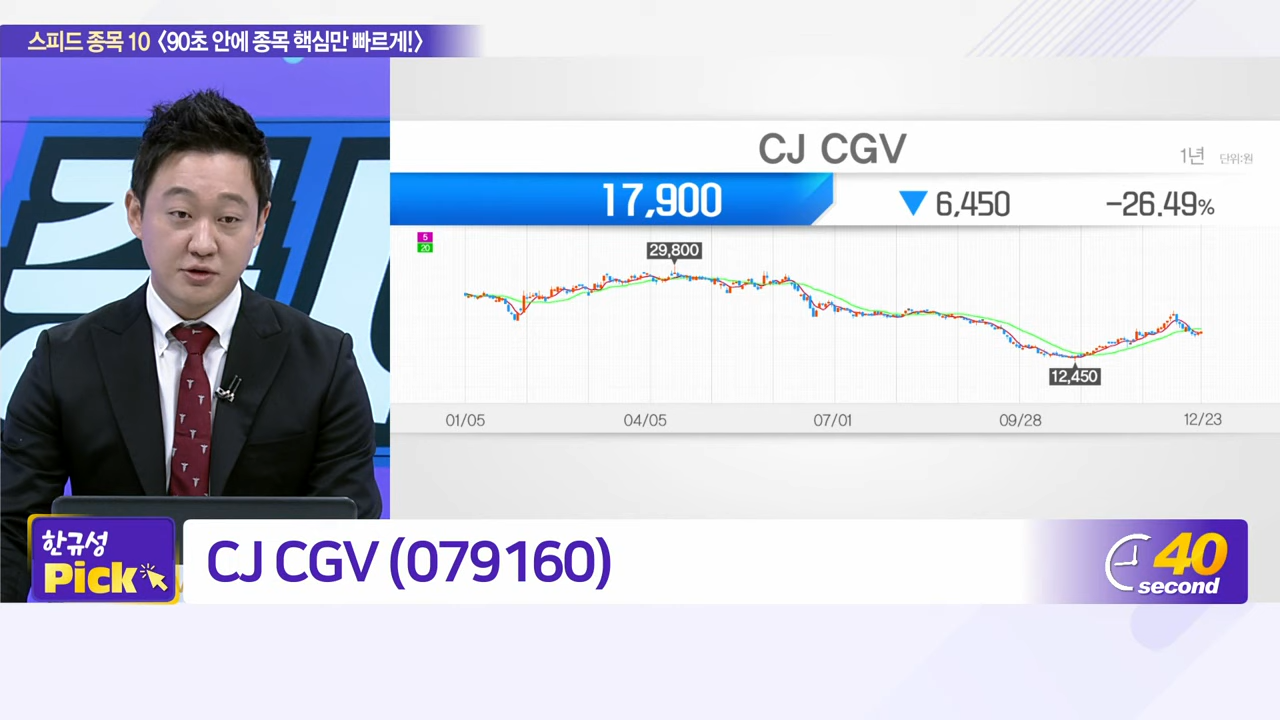 스피드 종목 10 〈90초 안에 종목 핵심만 빠르게!〉
CJ CGV
1년 단위:원
17,900 ▼ 6,450 -26.49%
5
20
29,800
12,450
01/05 04/05 07/01 09/28 12/23
한규성
Pick
CJ CGV (079160)
40
second